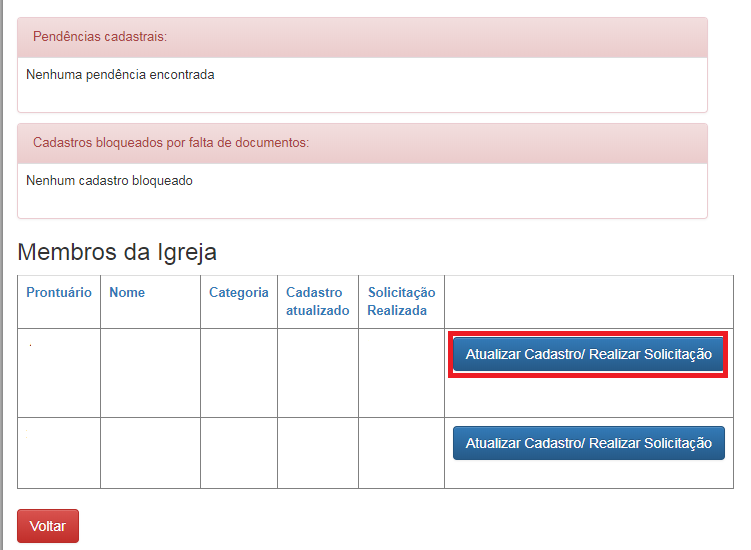 Pendências cadastrais:
Nenhuma pendência encontrada
Cadastros bloqueados por falta de documentos:
Nenhum cadastro bloqueado
Membros da Igreja
Prontuário Nome Categoria Cadastro atualizado Solicitação Realizada
.
Atualizar Cadastro/ Realizar Solicitação
Atualizar Cadastro/ Realizar Solicitação
Voltar